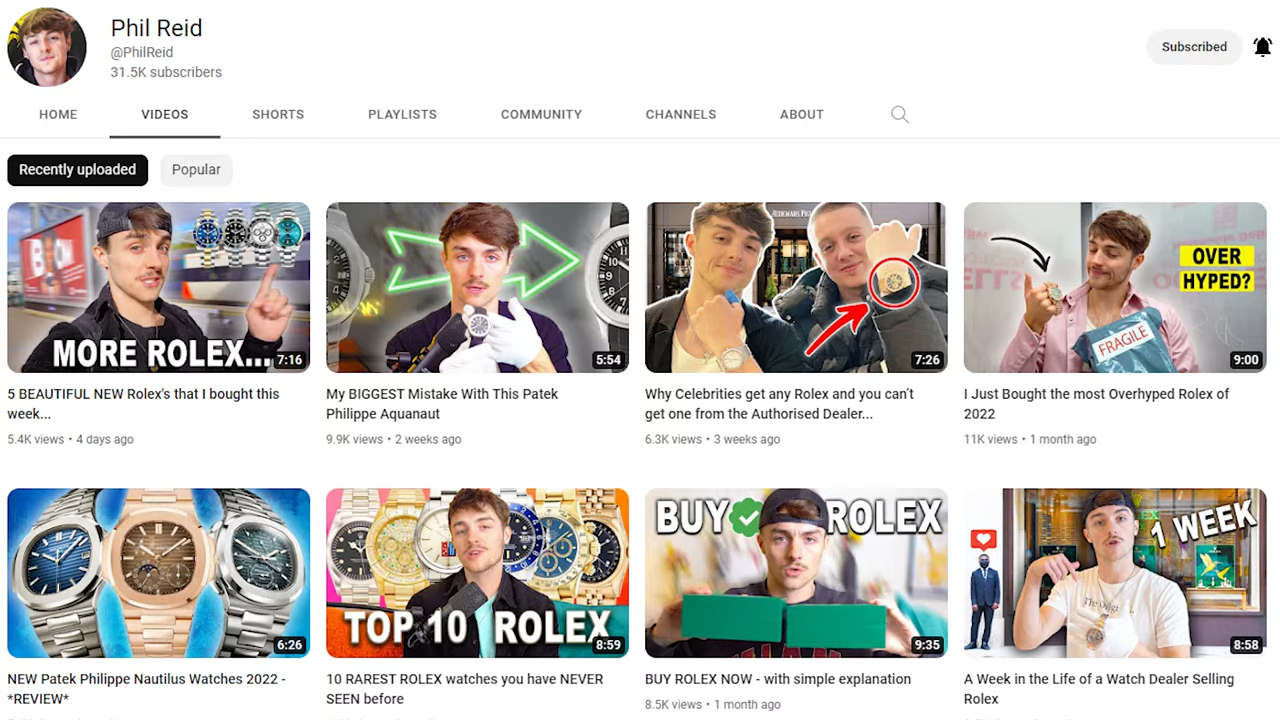 Phil Reid
@PhilReid
31.5K subscribers
Subscribed
HOME
VIDEOS
SHORTS
PLAYLISTS
COMMUNITY
CHANNELS
ABOUT
Recently uploaded
Popular
MORE ROLEX...
7:16
5:54
AUDEMARS PIG
7:26
OVER
HYPED?
FRAGILE
9:00
5 BEAUTIFUL NEW Rolex's that I bought this
week...
5.4K views • 4 days ago
My BIGGEST Mistake With This Patek
Philippe Aquanaut
9.9K views • 2 weeks ago
Why Celebrities get any Rolex and you can't
get one from the Authorised Dealer...
6.3K views • 3 weeks ago
I Just Bought the most Overhyped Rolex of
2022
11K views • 1 month ago
6:26
TOP 10 ROLEX
8:59
BUY ROLEX
9:35
1 WEEK
8:58
NEW Patek Philippe Nautilus Watches 2022 -
*REVIEW*
10 RAREST ROLEX watches you have NEVER
SEEN before
BUY ROLEX NOW - with simple explanation
8.5K views • 1 month ago
A Week in the Life of a Watch Dealer Selling
Rolex